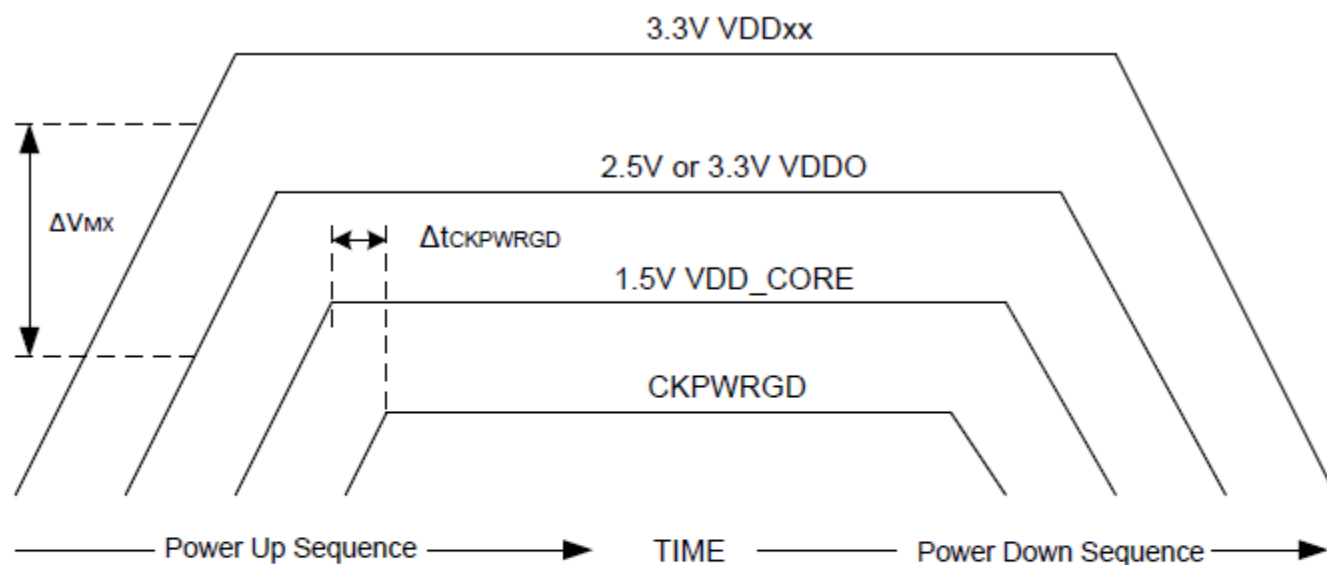 3.3V VDDxx
2.5V or 3.3V VDDO
ΔVMX
ΔtCKPWRGD
1.5V VDD_CORE
CKPWRGD
Power Up Sequence TIME Power Down Sequence